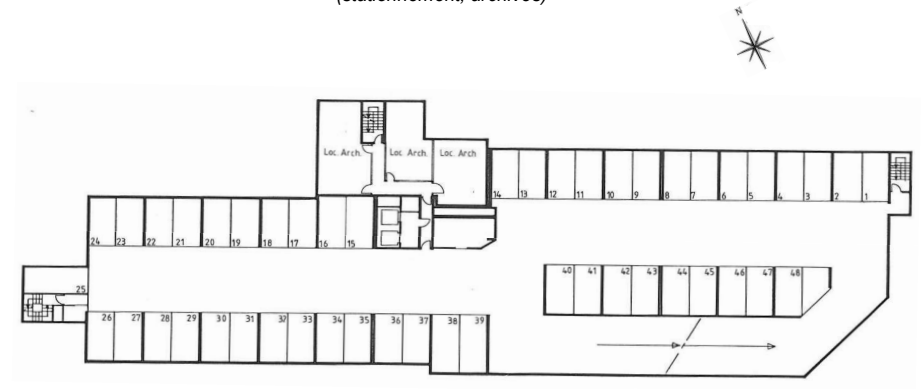 (stationnement, archives)
N
Loc. Arch.
Loc. Arch.
Loc. Arch
14 13 12 11 10 9 8 7 6 5 4 3 2 1
24 23 22 21 20 19 18 17 16 15
40 41 42 43 44 45 46 47 48
25
26 27 28 29 30 31 32 33 34 35 36 37 38 39